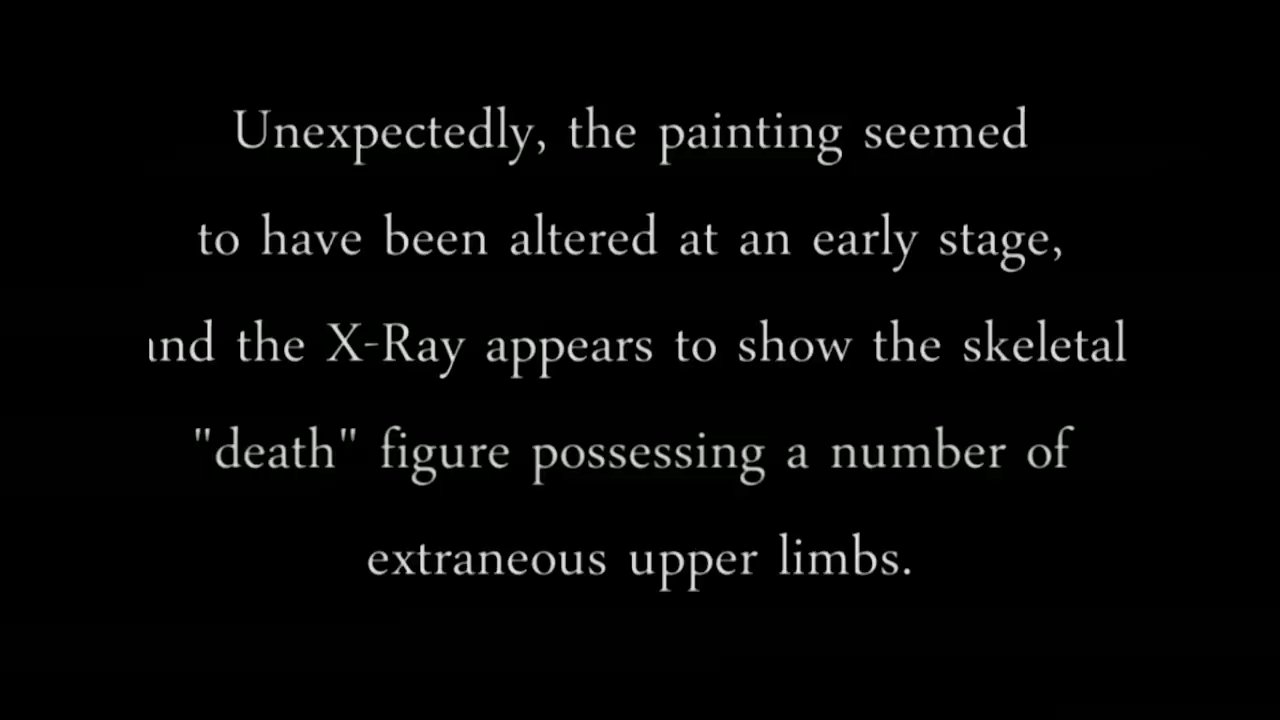 Unexpectedly, the painting seemed
to have been altered at an early stage,
ınd the X-Ray appears to show the skeletal
"death" figure possessing a number of
extraneous upper limbs.